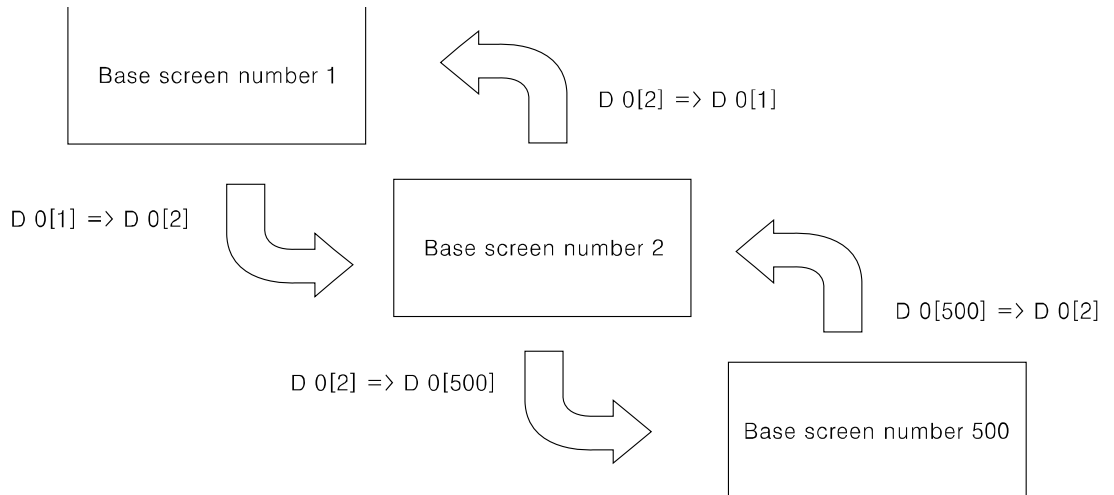 Base screen number 1
D 0[2] => D 0[1]
D 0[1] => D 0[2]
Base screen number 2
D 0[500] => D 0[2]
D 0[2] => D 0[500]
Base screen number 500